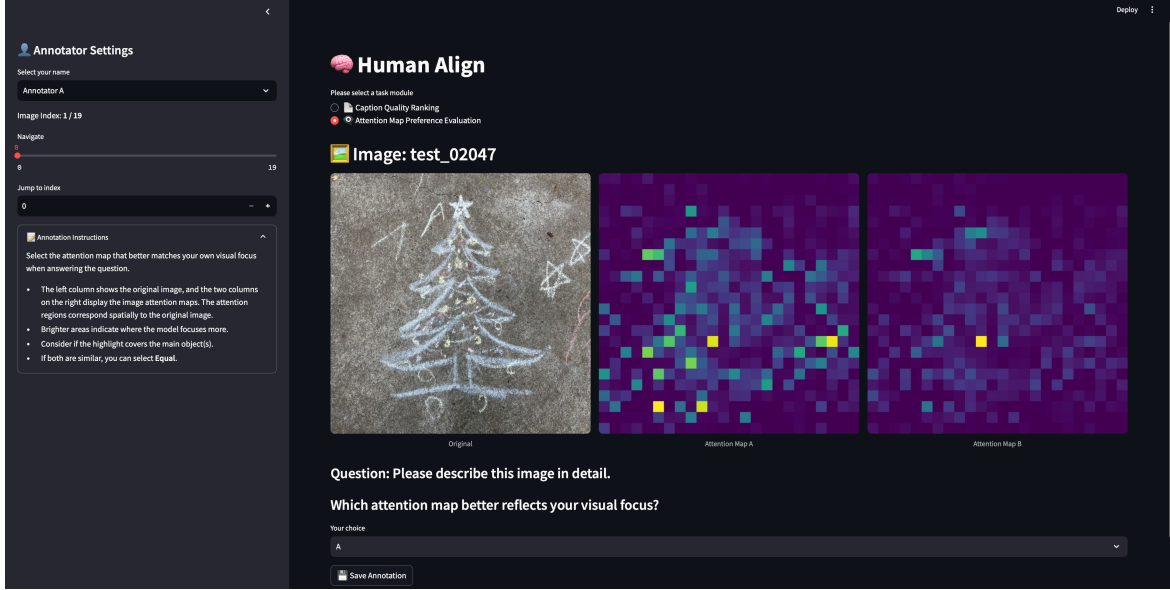 Deploy
👤 Annotator Settings
Select your name
Annotator A
Image Index: 1 / 19
Navigate
0
0 19
Jump to index
0
📝 Annotation Instructions
Select the attention map that better matches your own visual focus
when answering the question.
• The left column shows the original image, and the two columns
on the right display the image attention maps. The attention
regions correspond spatially to the original image.
• Brighter areas indicate where the model focuses more.
• Consider if the highlight covers the main object(s).
• If both are similar, you can select Equal.
🧠 Human Align
Please select a task module
📄 Caption Quality Ranking
👁 Attention Map Preference Evaluation
🖼 Image: test_02047
Original
Attention Map A
Attention Map B
Question: Please describe this image in detail.
Which attention map better reflects your visual focus?
Your choice
A
💾 Save Annotation